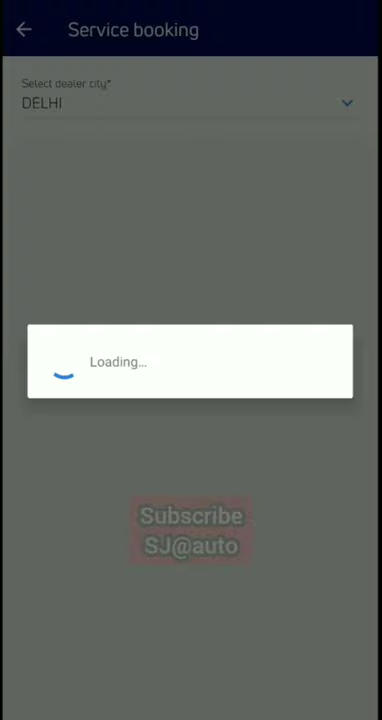 Service booking
Select dealer city*
DELHI
Loading...
Subscribe
SJ@auto